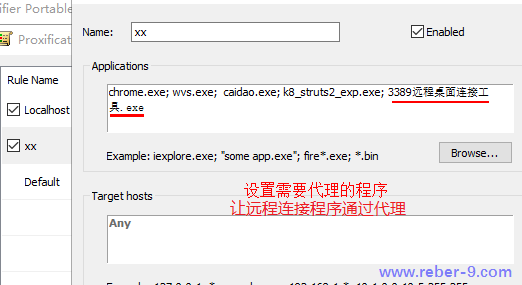 ifier Portable
Name:
xx
Enabled
Proxificat
Rule Name
Applications
Localhost
chrome.exe; wvs.exe; caidao.exe; k8_struts2_exp.exe; 3389远程桌面连接工
具.exe
xx
Example: iexplore.exe; "some app.exe"; fire*.exe; *.bin
Browse...
Default
Target hosts
设置需要代理的程序
让远程连接程序通过代理
Any
www.reber-9.com